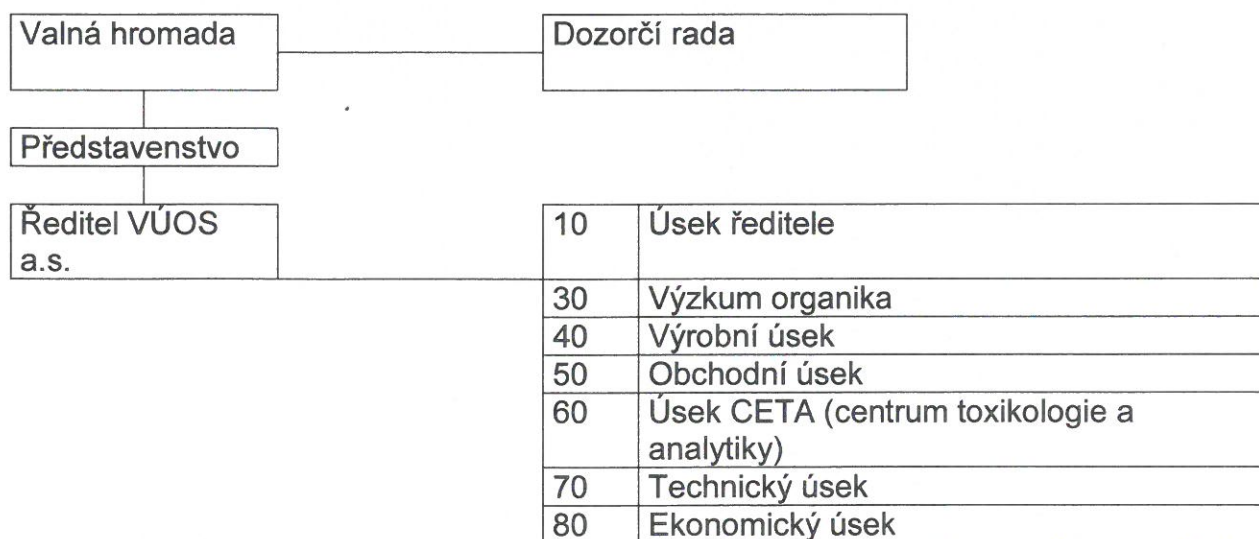 Valná hromada
Dozorčí rada
Představenstvo
Ředitel VÚOS
a.s.
10 Úsek ředitele
30 Výzkum organika
40 Výrobní úsek
50 Obchodní úsek
60 Úsek CETA (centrum toxikologie a
analytiky)
70 Technický úsek
80 Ekonomický úsek